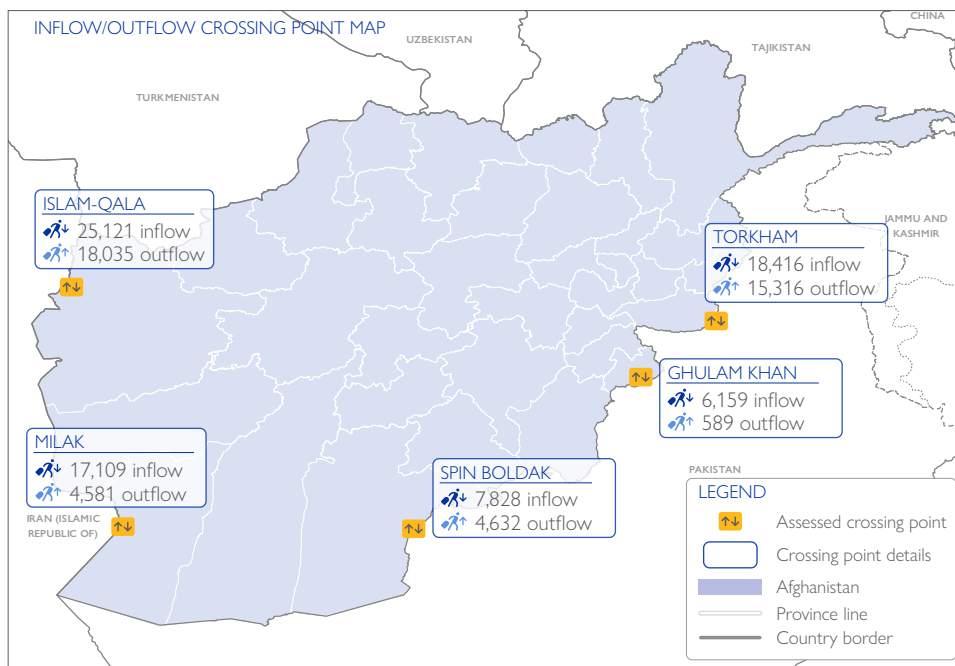 INFLOW/OUTFLOW CROSSING POINT MAP
CHINA
UZBEKISTAN
TAJIKISTAN
TURKMENISTAN
ISLAM-QALA
25,121 inflow
18,035 outflow
JAMMU AND
KASHMIR
TORKHAM
18,416 inflow
15,316 outflow
GHULAM KHAN
6,159 inflow
589 outflow
MILAK
17,109 inflow
4,581 outflow
IRAN (ISLAMIC
REPUBLIC OF)
SPIN BOLDAK
7,828 inflow
4,632 outflow
PAKISTAN
LEGEND
Assessed crossing point
Crossing point details
Afghanistan
Province line
Country border